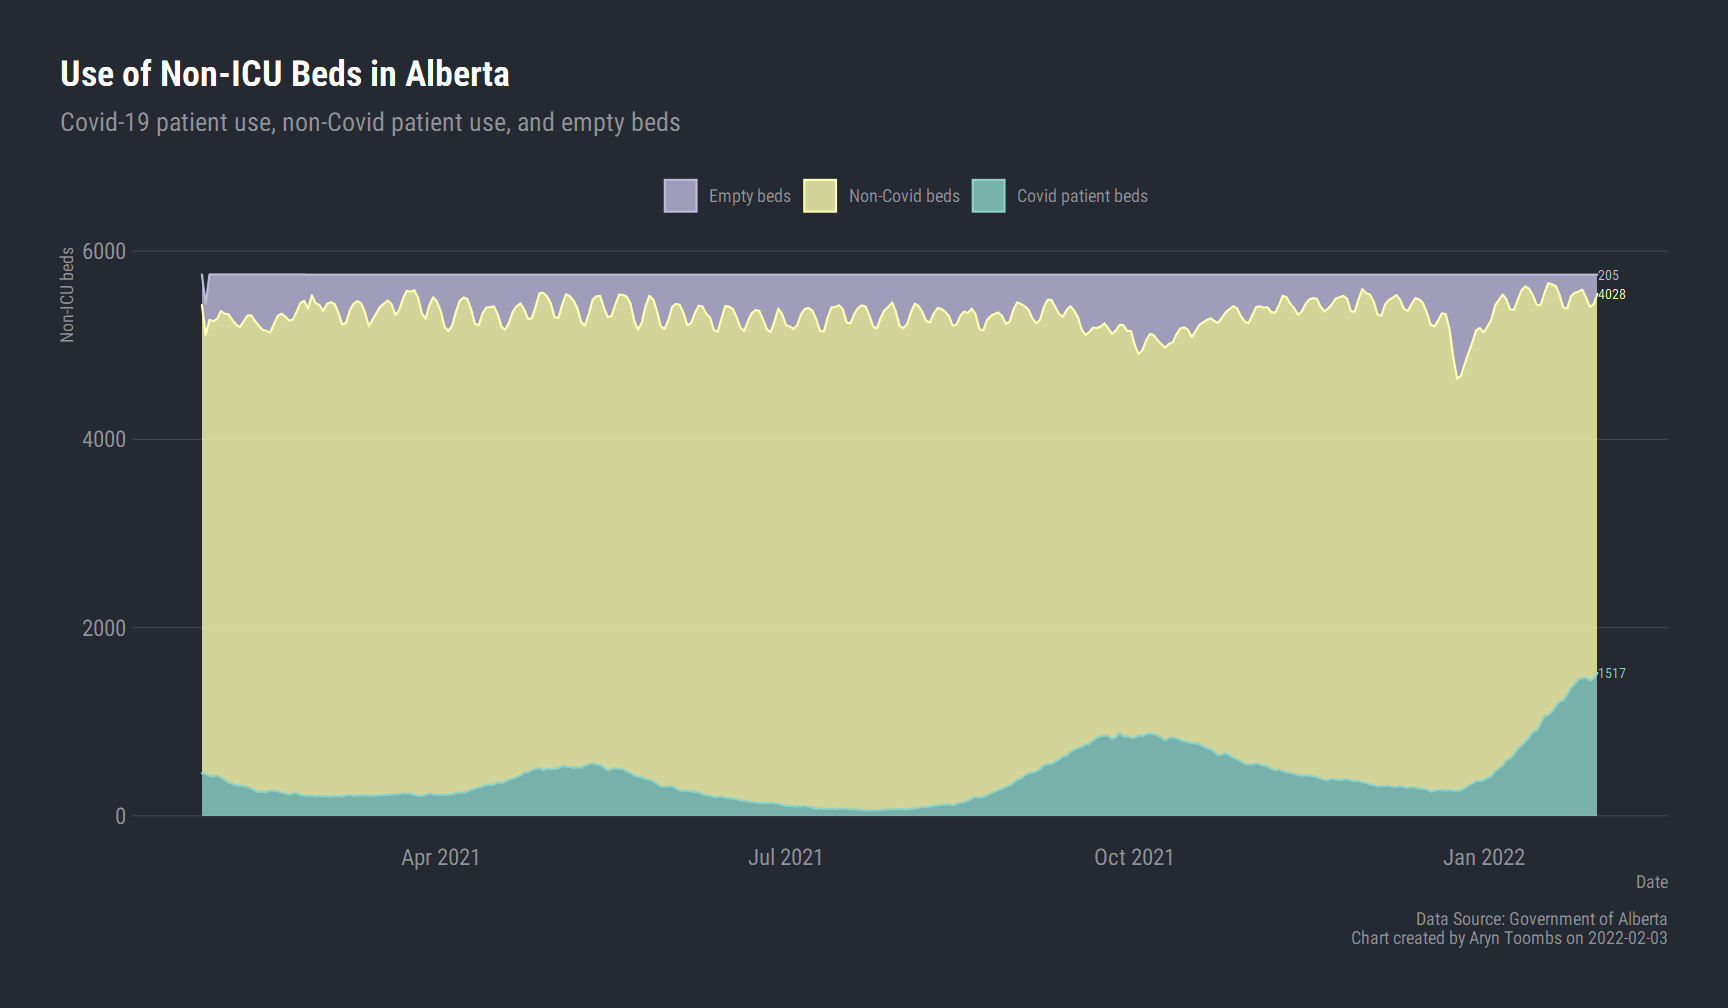 Use of Non-ICU Beds in Alberta
Covid-19 patient use, non-Covid patient use, and empty beds
Empty beds
Non-Covid beds
Covid patient beds
Non-ICU beds
6000
4000
2000
0
205
4028
1517
Apr 2021
Jul 2021
Oct 2021
Jan 2022
Date
Data Source: Government of Alberta
Chart created by Aryn Toombs on 2022-02-03